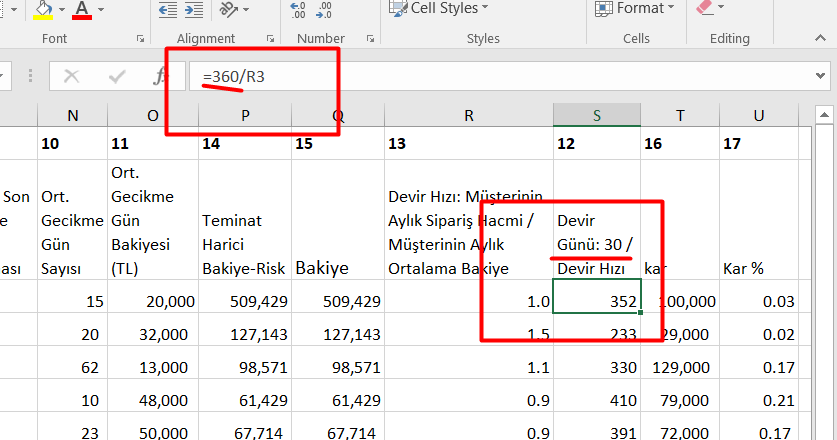 Cell Styles
Format
A
Font
Alignment
Number
Styles
Cells
Editing
=360/R3
N O P Q R S T U
10 11 14 15 13 12 16 17
Son
e
ası
Ort.
Gecikme
Gün
Sayısı
Ort.
Gecikme
Gün
Bakiyesi
(TL)
Teminat
Harici
Bakiye-Risk
Bakiye
Devir Hızı: Müşterinin
Aylık Sipariş Hacmi /
Müşterinin Aylık
Ortalama Bakiye
Devir
Günü: 30 /
Devir Hızı
kar
Kar %
15 20,000 509,429 509,429 1.0 352 100,000 0.03
20 32,000 127,143 127,143 1.5 233 29,000 0.02
62 13,000 98,571 98,571 1.1 330 129,000 0.17
10 48,000 61,429 61,429 0.9 410 79,000 0.21
23 50,000 67,714 67,714 0.9 391 72,000 0.17